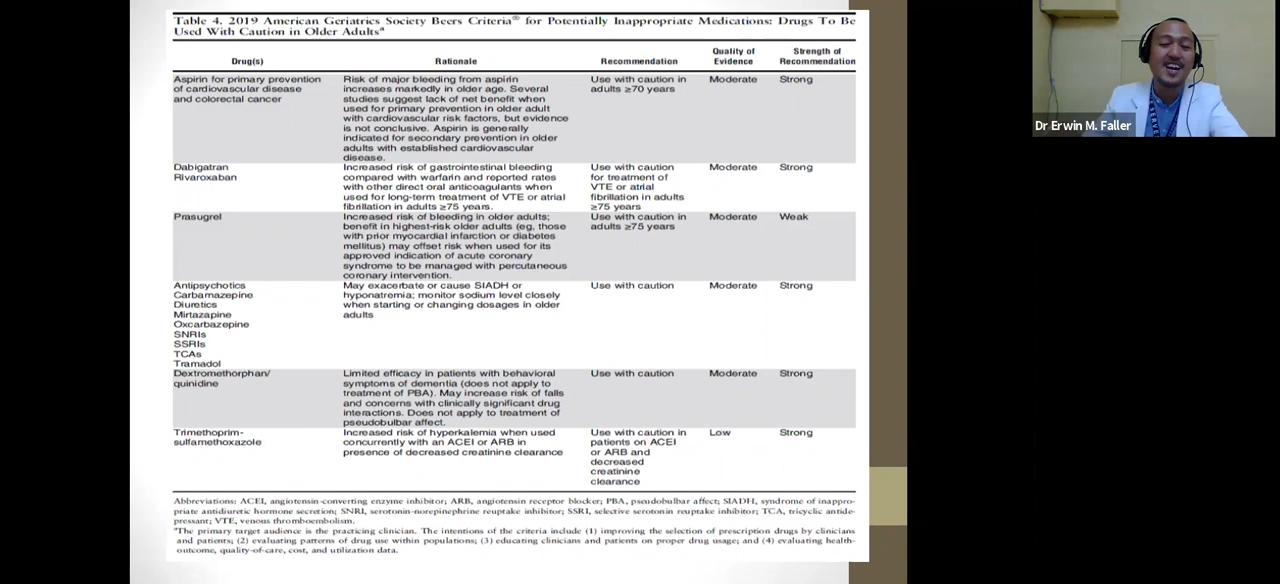 Table 4. 2019 American Geriatrics Society Beers Criteria® for Potentially Inappropriate Medications: Drugs To Be
Used With Caution in Older Adultsᵃ
Drug(s) Rationale Recommendation Quality of Evidence Strength of Recommendation
Aspirin for primary prevention
of cardiovascular disease
and colorectal cancer
Risk of major bleeding from aspirin
increases markedly in older age. Several
studies suggest lack of net benefit when
used for primary prevention in older adult
with cardiovascular risk factors, but evidence
is not conclusive. Aspirin is generally
indicated for secondary prevention in older
adults with established cardiovascular
disease.
Use with caution in
adults ≥70 years
Moderate
Strong
Dabigatran
Rivaroxaban
Increased risk of gastrointestinal bleeding
compared with warfarin and reported rates
with other direct oral anticoagulants when
used for long-term treatment of VTE or atrial
fibrillation in adults ≥75 years.
Use with caution
for treatment of
VTE or atrial
fibrillation in adults
≥75 years
Moderate
Strong
Prasugrel
Increased risk of bleeding in older adults;
benefit in highest-risk older adults (eg, those
with prior myocardial infarction or diabetes
mellitus) may offset risk when used for its
approved indication of acute coronary
syndrome to be managed with percutaneous
coronary intervention.
Use with caution in
adults ≥75 years
Moderate
Weak
Antipsychotics
Carbamazepine
Diuretics
Mirtazapine
Oxcarbazepine
SNRIs
SSRIs
TCAs
Tramadol
May exacerbate or cause SIADH or
hyponatremia; monitor sodium level closely
when starting or changing dosages in older
adults
Use with caution
Moderate
Strong
Dextromethorphan/
quinidine
Limited efficacy in patients with behavioral
symptoms of dementia (does not apply to
treatment of PBA). May increase risk of falls
and concerns with clinically significant drug
interactions. Does not apply to treatment of
pseudobulbar affect.
Use with caution
Moderate
Strong
Trimethoprim-
sulfamethoxazole
Increased risk of hyperkalemia when used
concurrently with an ACEI or ARB in
presence of decreased creatinine clearance
Use with caution in
patients on ACEI
or ARB and
decreased
creatinine
clearance
Low
Strong
Abbreviations: ACEI, angiotensin-converting enzyme inhibitor; ARB, angiotensin receptor blocker; PBA, pseudobulbar affect; SIADH, syndrome of inappro-
priate antidiuretic hormone secretion; SNRI, serotonin-norepinephrine reuptake inhibitor; SSRI, selective serotonin reuptake inhibitor; TCA, tricyclic antide-
pressant; VTE, venous thromboembolism.
ᵃThe primary target audience is the practicing clinician. The intentions of the criteria include (1) improving the selection of prescription drugs by clinicians
and patients; (2) evaluating patterns of drug use within populations; (3) educating clinicians and patients on proper drug usage; and (4) evaluating health-
outcome, quality-of-care, cost, and utilization data.
Dr Erwin M. Faller